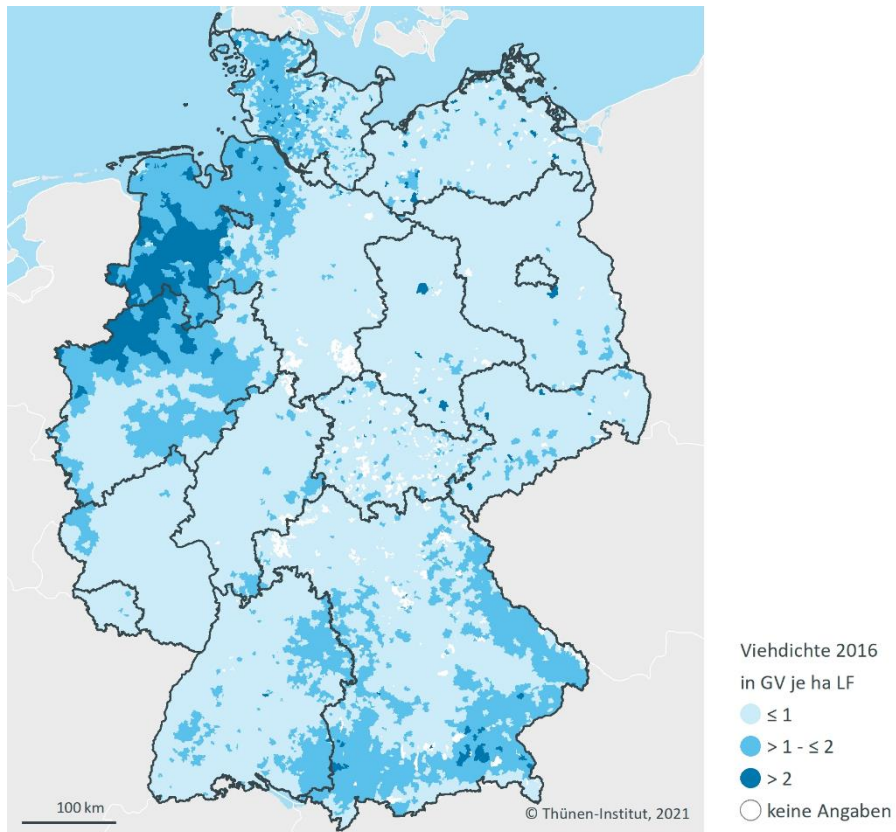 Viehdichte 2016
in GV je ha LF
≤ 1
> 1 - ≤ 2
> 2
keine Angaben
100 km
© Thünen-Institut, 2021